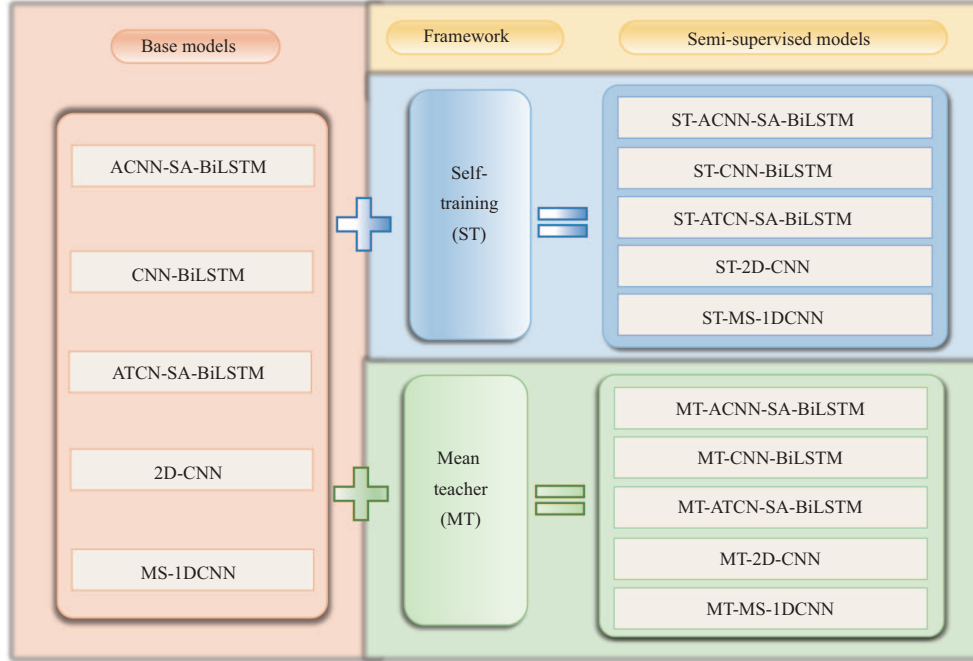 Base models
Framework
Semi-supervised models
ACNN-SA-BiLSTM
CNN-BiLSTM
ATCN-SA-BiLSTM
2D-CNN
MS-1DCNN
Self-
training
(ST)
ST-ACNN-SA-BiLSTM
ST-CNN-BiLSTM
ST-ATCN-SA-BiLSTM
ST-2D-CNN
ST-MS-1DCNN
Mean
teacher
(MT)
MT-ACNN-SA-BiLSTM
MT-CNN-BiLSTM
MT-ATCN-SA-BiLSTM
MT-2D-CNN
MT-MS-1DCNN